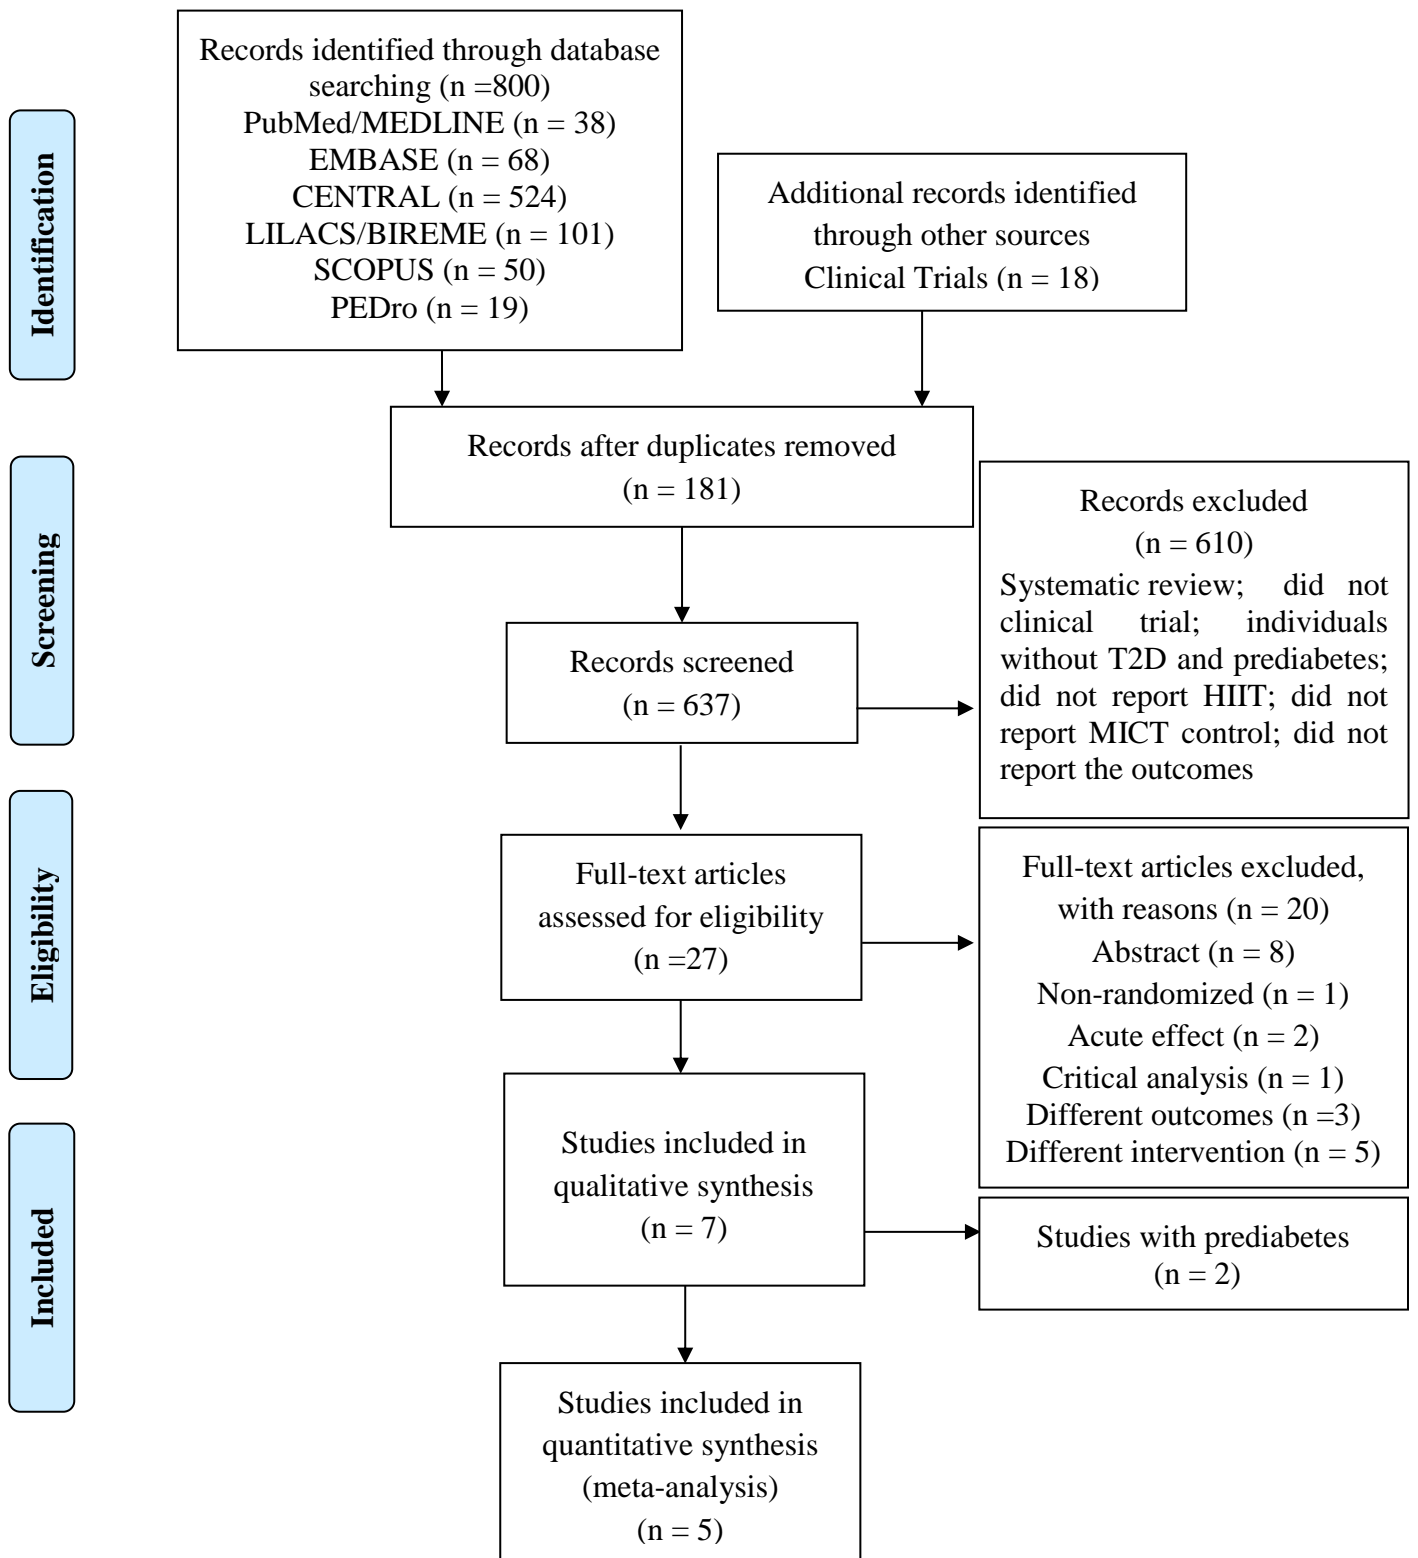 Identification
Records identified through database
searching (n =800)
PubMed/MEDLINE (n = 38)
EMBASE (n = 68)
CENTRAL (n = 524)
LILACS/BIREME (n = 101)
SCOPUS (n = 50)
PEDro (n = 19)
Additional records identified
through other sources
Clinical Trials (n = 18)
Records after duplicates removed
(n = 181)
Screening
Records screened
(n = 637)
Records excluded
(n = 610)
Systematic review; did not
clinical trial; individuals
without T2D and prediabetes;
did not report HIIT; did not
report MICT control; did not
report the outcomes
Eligibility
Full-text articles
assessed for eligibility
(n =27)
Full-text articles excluded,
with reasons (n = 20)
Abstract (n = 8)
Non-randomized (n = 1)
Acute effect (n = 2)
Critical analysis (n = 1)
Different outcomes (n =3)
Different intervention (n = 5)
Included
Studies included in
qualitative synthesis
(n = 7)
Studies with prediabetes
(n = 2)
Studies included in
quantitative synthesis
(meta-analysis)
(n = 5)